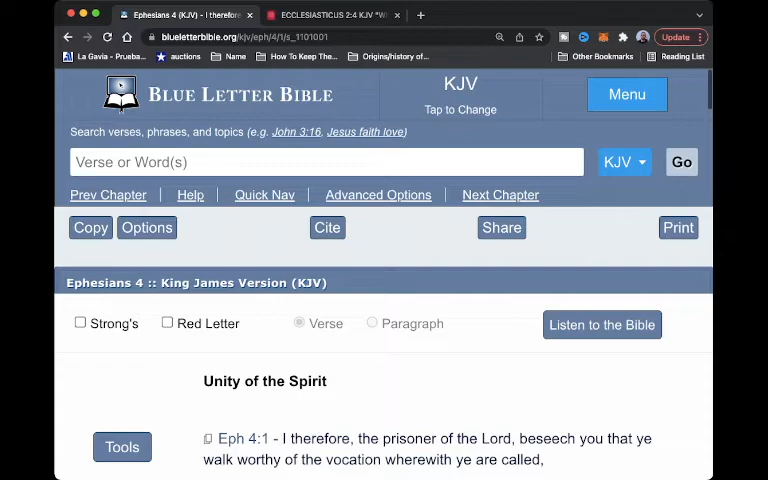 Ephesians 4 (KJV) - I therefore
ECCLESIASTICUS 2:4 KJV "W
blueletterbible.org/kjv/eph/4/1/s_1101001
Update
La Gavia - Prueba...
auctions
Name
How To Keep The...
Origins/history of...
Other Bookmarks
Reading List
BLUE LETTER BIBLE
KJV
Tap to Change
Menu
Search verses, phrases, and topics (e.g. John 3:16, Jesus faith love)
Verse or Word(s)
KJV
Go
Prev Chapter
Help
Quick Nav
Advanced Options
Next Chapter
Copy
Options
Cite
Share
Print
Ephesians 4 :: King James Version (KJV)
Strong's
Red Letter
Verse
Paragraph
Listen to the Bible
Unity of the Spirit
Tools
Eph 4:1 - I therefore, the prisoner of the Lord, beseech you that ye
walk worthy of the vocation wherewith ye are called,